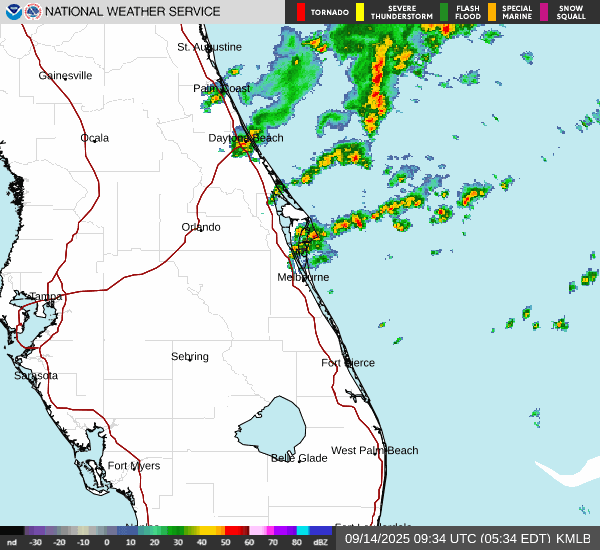 NATIONAL WEATHER SERVICE
TORNADO
SEVERE THUNDERSTORM
FLASH FLOOD
SPECIAL MARINE
SNOW SQUALL
St. Augustine
Gainesville
Palm Coast
Ocala
Daytona Beach
Orlando
Melbourne
Tampa
Sebring
Fort Pierce
Sarasota
West Palm Beach
Belle Glade
Fort Myers
nd -30 -20 -10 0 10 20 30 40 50 60 70 80 dBZ
09/14/2025 09:34 UTC (05:34 EDT) KMLB